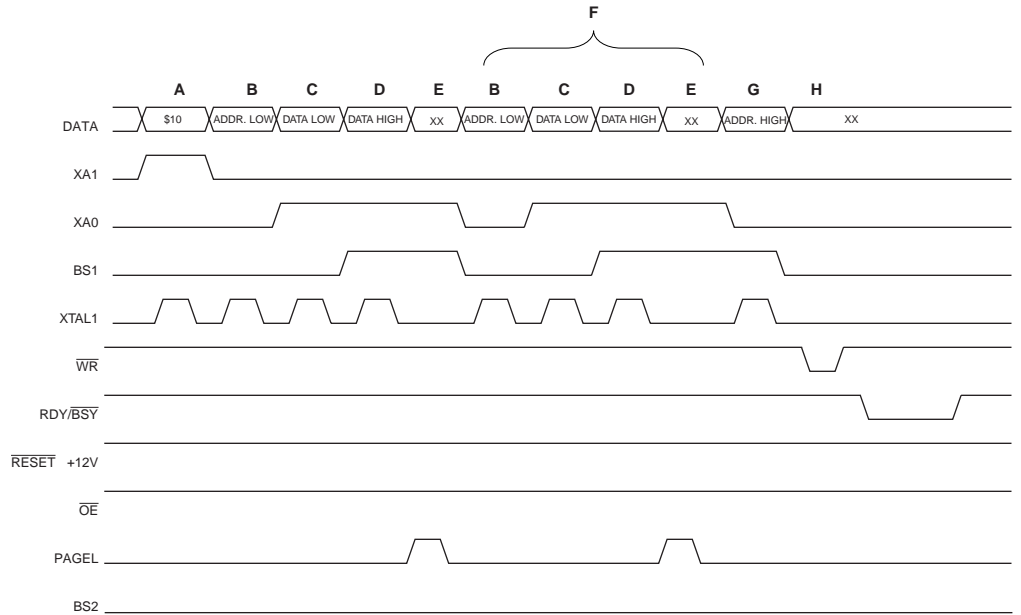 F
A B C D E B C D E G H
DATA $10 ADDR. LOW DATA LOW DATA HIGH XX ADDR. LOW DATA LOW DATA HIGH XX ADDR. HIGH XX
XA1
XA0
BS1
XTAL1
WR
RDY/BSY
RESET +12V
OE
PAGEL
BS2